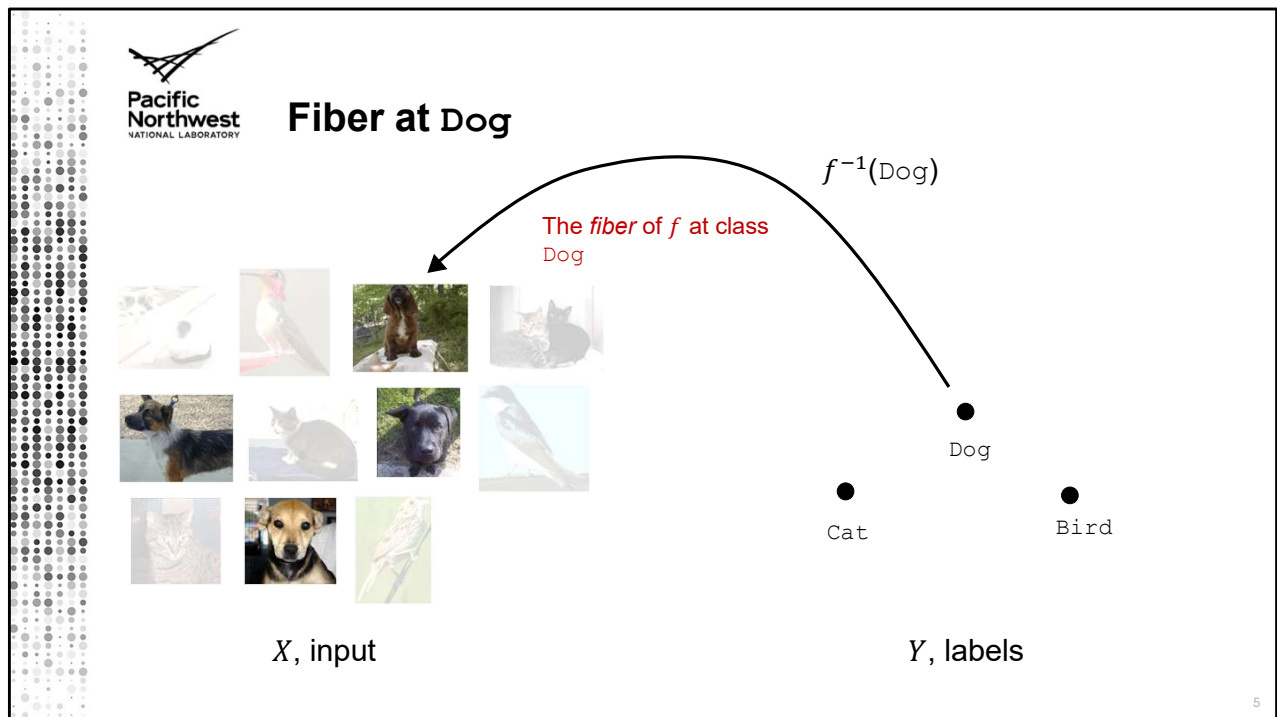 Pacific
Northwest
NATIONAL LABORATORY
Fiber at Dog
𝑓⁻¹(Dog)
The fiber of 𝑓 at class
Dog
Dog
Cat
Bird
𝑋, input
𝑌, labels
5